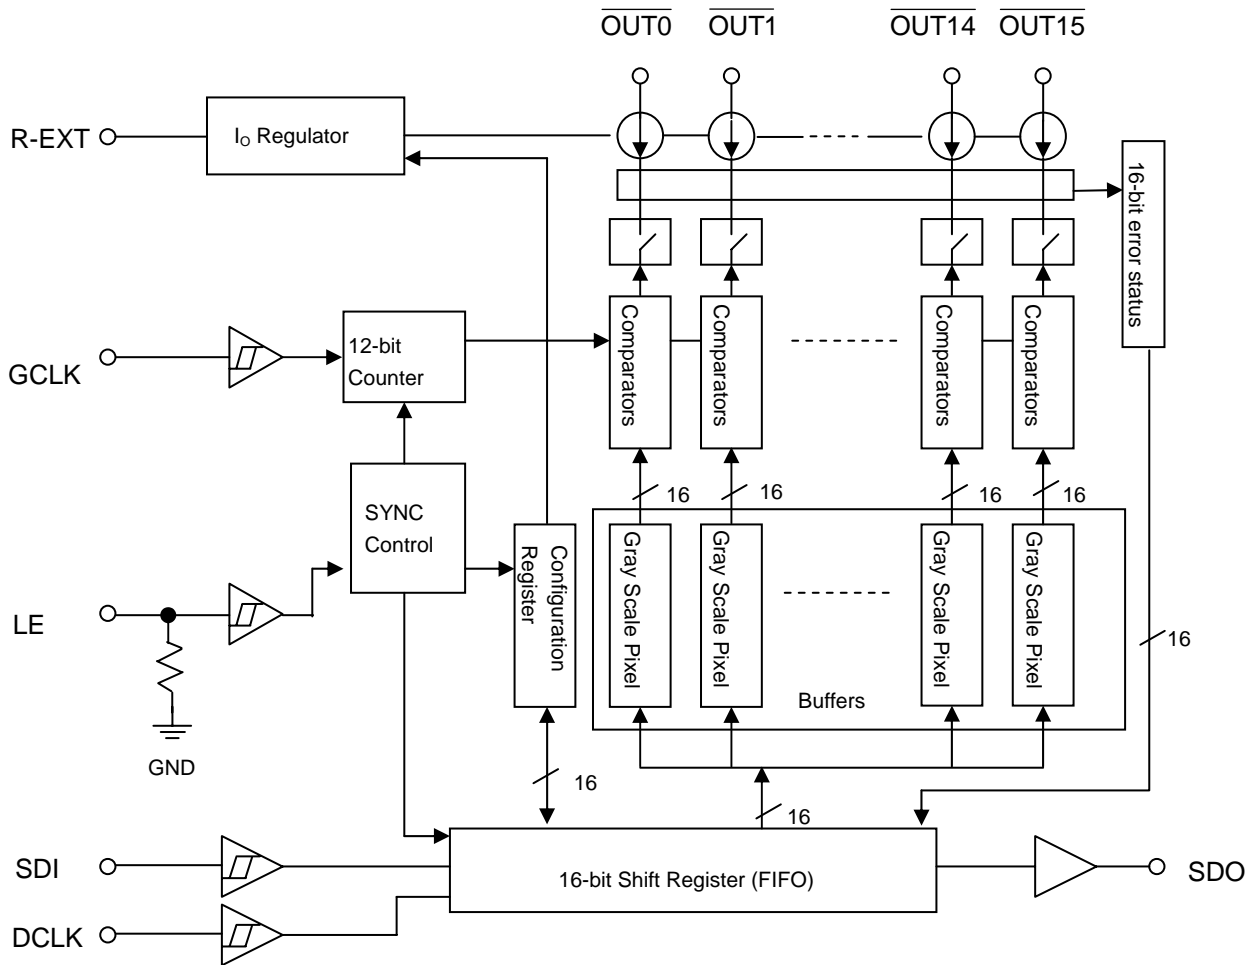 OUT0 OUT1 OUT14 OUT15
R-EXT
IO Regulator
16-bit error status
GCLK
12-bit
Counter
Comparators
Comparators
Comparators
Comparators
SYNC
Control
16
16
16
16
LE
Configuration
Register
Gray Scale Pixel
Gray Scale Pixel
Gray Scale Pixel
Gray Scale Pixel
16
Buffers
GND
16
16
SDI
16-bit Shift Register (FIFO)
SDO
DCLK